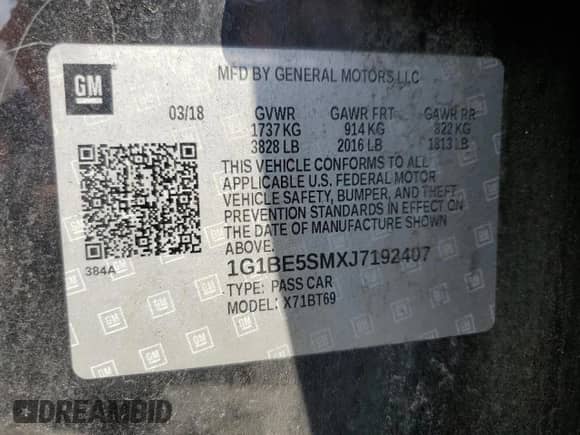 GM
MFD BY GENERAL MOTORS LLC
03/18 GVWR GAWR FRT GAWR RR
1737 KG 914 KG 822 KG
3828 LB 2016 LB 1813 LB
THIS VEHICLE CONFORMS TO ALL
APPLICABLE U.S. FEDERAL MOTOR
VEHICLE SAFETY, BUMPER, AND THEFT
PREVENTION STANDARDS IN EFFECT ON
THE DATE OF MANUFACTURE SHOWN
ABOVE.
384A
1G1BE5SMXJ7192407
TYPE: PASS CAR
MODEL: X71BT69
DREAMBID